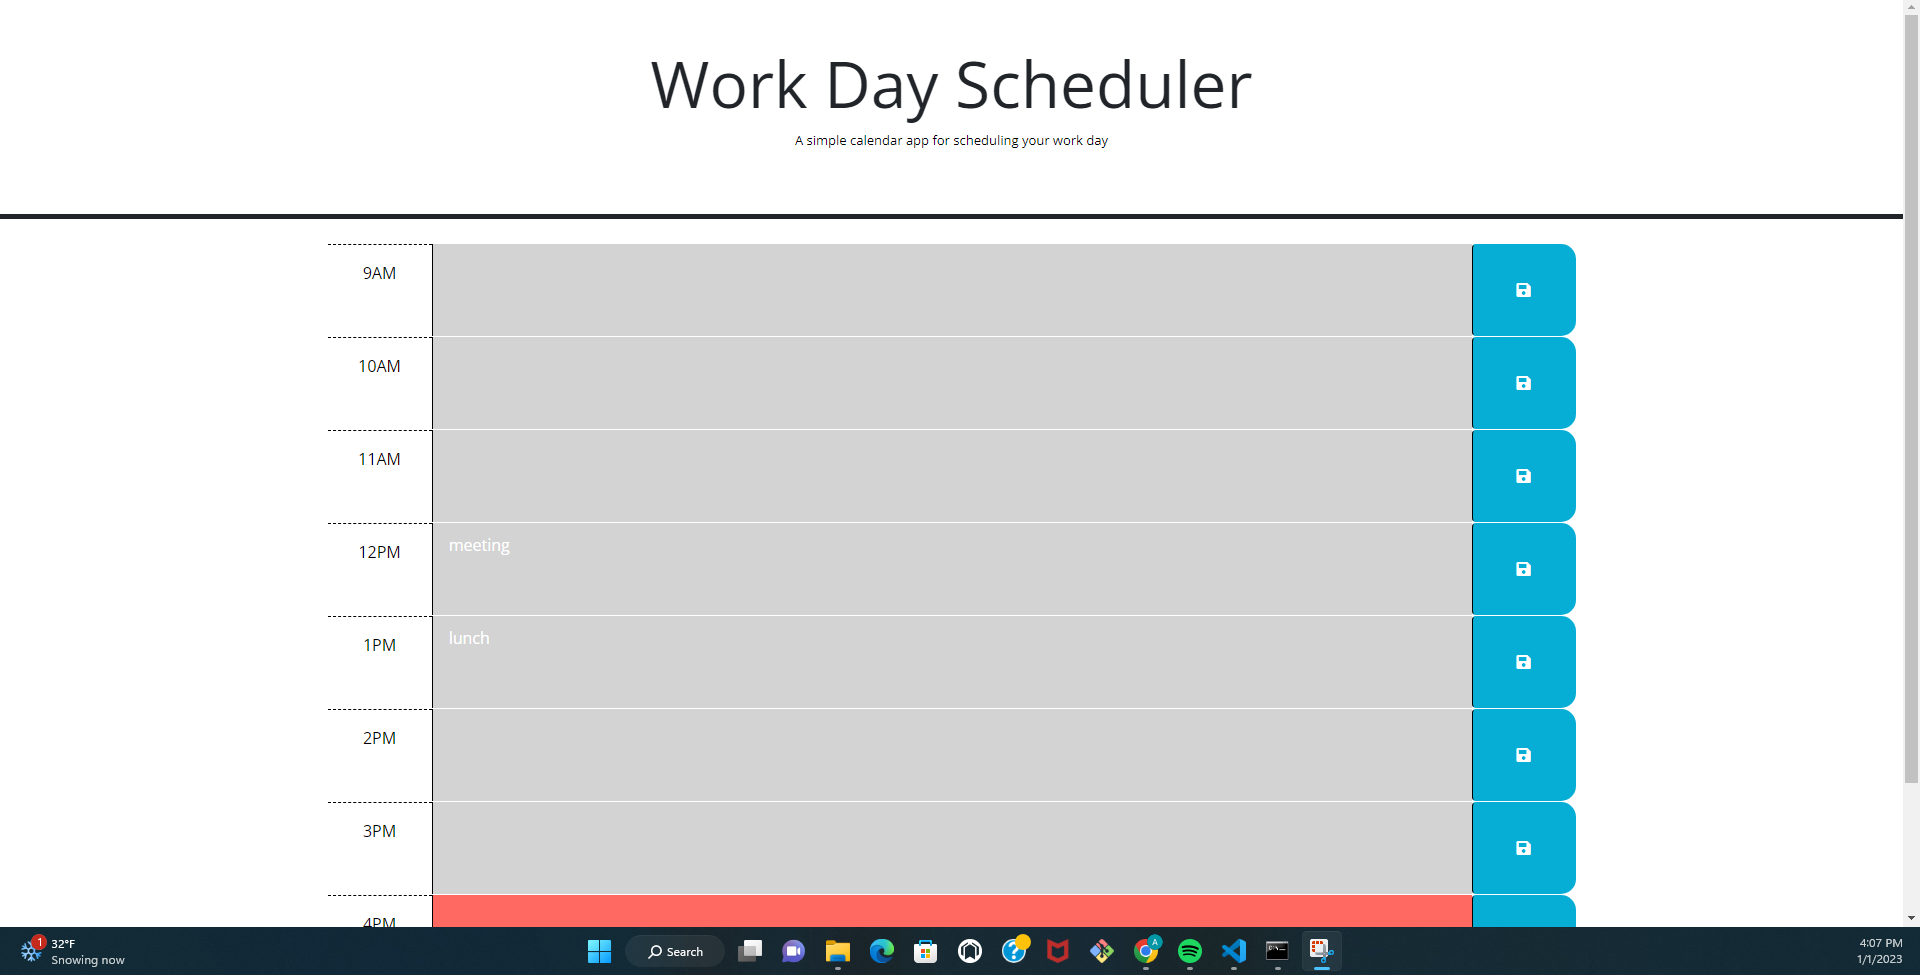 Work Day Scheduler
A simple calendar app for scheduling your work day
9AM
10AM
11AM
12PM
meeting
1PM
lunch
2PM
3PM
4PM
1
32°F
Snowing now
Search
A
4:07 PM
1/1/2023